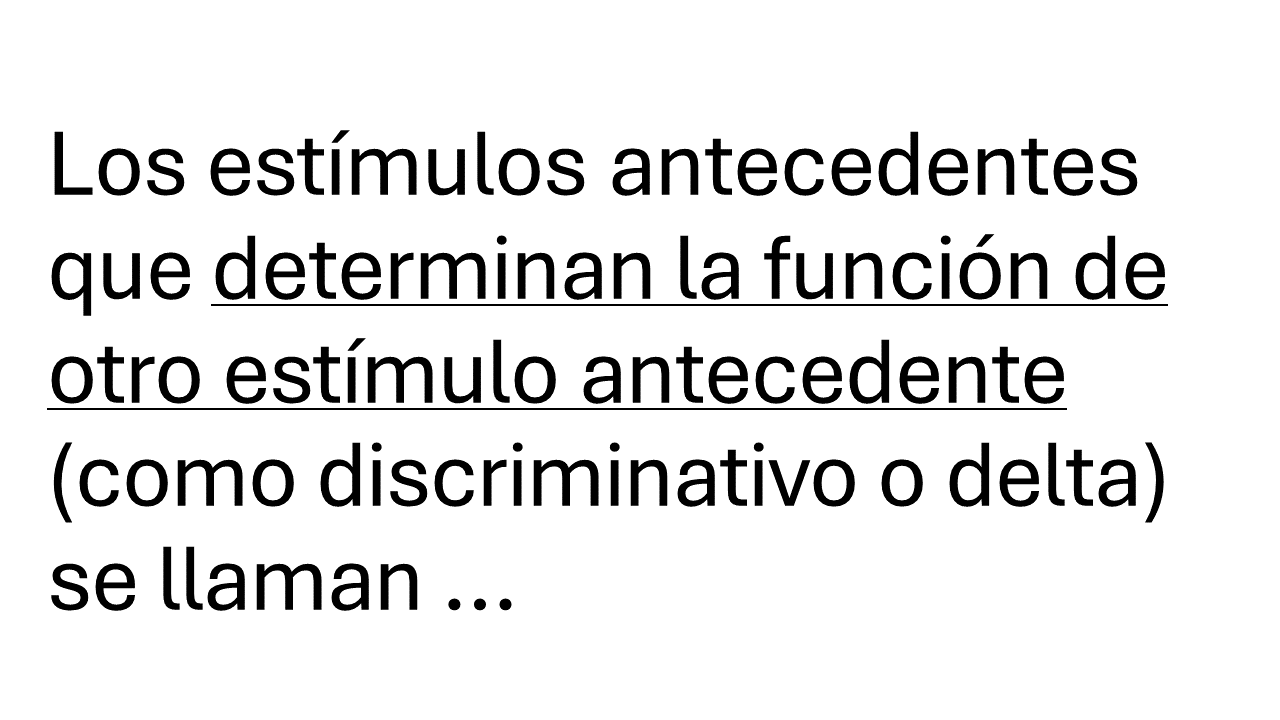 Los estímulos antecedentes
que determinan la función de
otro estímulo antecedente
(como discriminativo o delta)
se llaman ...